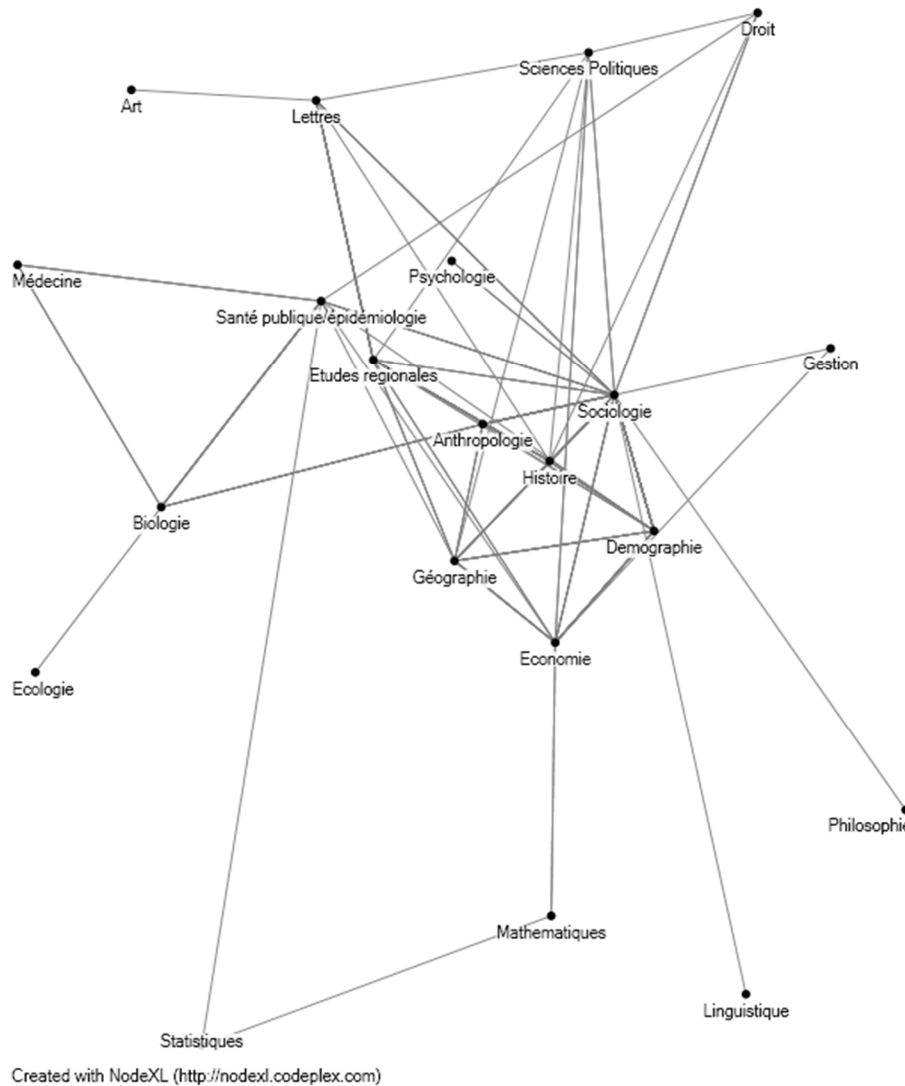 Droit
Sciences Politiques
Art
Lettres
Médecine
Psychologie
Santé publique/épidémiologie
Gestion
Etudes regionales
Sociologie
Anthropologie
Histoire
Biologie
Demographie
Géographie
Economie
Ecologie
Philosophie
Mathematiques
Linguistique
Statistiques
Created with NodeXL (http://nodexl.codeplex.com)